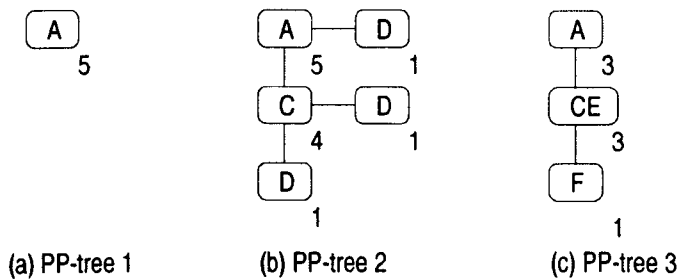 A
5
A D
5 1
C D
4 1
D
1
A
3
CE
3
F
1
(a) PP-tree 1
(b) PP-tree 2
(c) PP-tree 3